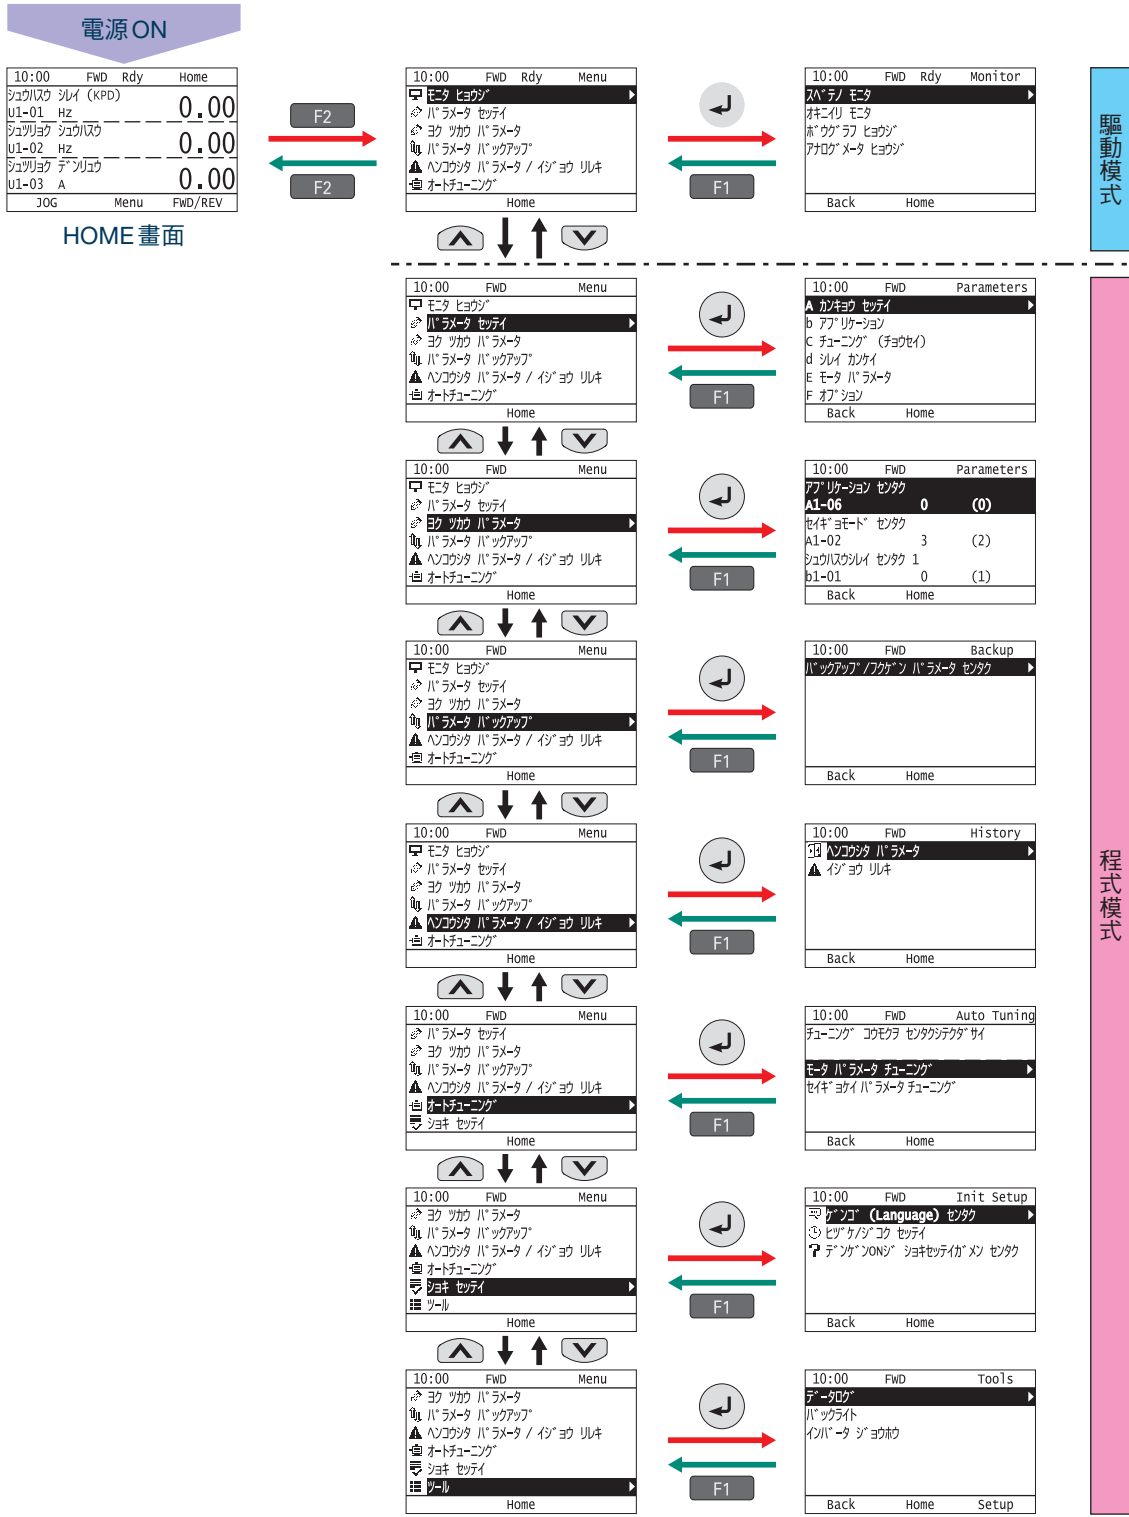 電源ON
10:00 FWD Rdy Home
シュウハスウ シレイ (KPD)
U1-01 Hz 0.00
シュツリョク シュウハスウ
U1-02 Hz 0.00
シュツリョク デンリュウ
U1-03 A 0.00
JOG Menu FWD/REV
HOME畫面
F2
F2
10:00 FWD Rdy Menu
モニタ ヒョウジ
パラメータ セッテイ
ヨク ツカウ パラメータ
パラメータ バックアップ
ヘンコウシタ パラメータ / イジョウ リレキ
オートチューニング
Home
F1
10:00 FWD Rdy Monitor
スベテノ モニタ
オキニイリ モニタ
ボウグラフ ヒョウジ
アナログメータ ヒョウジ
Back Home
驅動模式
10:00 FWD Menu
モニタ ヒョウジ
パラメータ セッテイ
ヨク ツカウ パラメータ
パラメータ バックアップ
ヘンコウシタ パラメータ / イジョウ リレキ
オートチューニング
Home
F1
10:00 FWD Parameters
A カンキョウ セッテイ
b アプリケーション
C チューニング (チョウセイ)
d シレイ カンケイ
E モータ パラメータ
F オプション
Back Home
10:00 FWD Menu
モニタ ヒョウジ
パラメータ セッテイ
ヨク ツカウ パラメータ
パラメータ バックアップ
ヘンコウシタ パラメータ / イジョウ リレキ
オートチューニング
Home
F1
10:00 FWD Parameters
アプリケーション センタク
A1-06 0 (0)
セイギョモード センタク
A1-02 3 (2)
シュウハスウシレイ センタク 1
b1-01 0 (1)
Back Home
10:00 FWD Menu
モニタ ヒョウジ
パラメータ セッテイ
ヨク ツカウ パラメータ
パラメータ バックアップ
ヘンコウシタ パラメータ / イジョウ リレキ
オートチューニング
Home
F1
10:00 FWD Backup
バックアップ/フクゲン パラメータ センタク
Back Home
10:00 FWD Menu
モニタ ヒョウジ
パラメータ セッテイ
ヨク ツカウ パラメータ
パラメータ バックアップ
ヘンコウシタ パラメータ / イジョウ リレキ
オートチューニング
Home
F1
10:00 FWD History
ヘンコウシタ パラメータ
イジョウ リレキ
Back Home
程式模式
10:00 FWD Menu
パラメータ セッテイ
ヨク ツカウ パラメータ
パラメータ バックアップ
ヘンコウシタ パラメータ / イジョウ リレキ
オートチューニング
ショキ セッテイ
Home
F1
10:00 FWD Auto Tuning
チューニング コウモクヲ センタクシテクダサイ
モータ パラメータ チューニング
セイギョケイ パラメータ チューニング
Back Home
10:00 FWD Menu
ヨク ツカウ パラメータ
パラメータ バックアップ
ヘンコウシタ パラメータ / イジョウ リレキ
オートチューニング
ショキ セッテイ
ツール
Home
F1
10:00 FWD Init Setup
ゲンゴ (Language) センタク
ヒヅケ/ジコク セッテイ
デンゲンONジ ショキセッテイガメン センタク
Back Home
10:00 FWD Menu
ヨク ツカウ パラメータ
パラメータ バックアップ
ヘンコウシタ パラメータ / イジョウ リレキ
オートチューニング
ショキ セッテイ
ツール
Home
F1
10:00 FWD Tools
データログ
バックライト
インバータ ジョウホウ
Back Home Setup